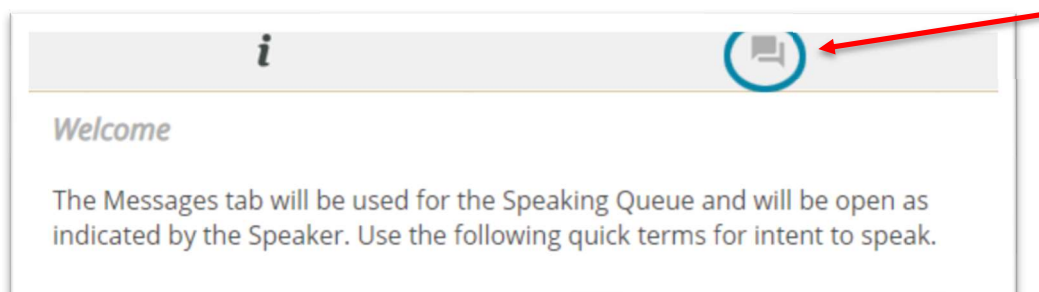 i
Welcome
The Messages tab will be used for the Speaking Queue and will be open as
indicated by the Speaker. Use the following quick terms for intent to speak.